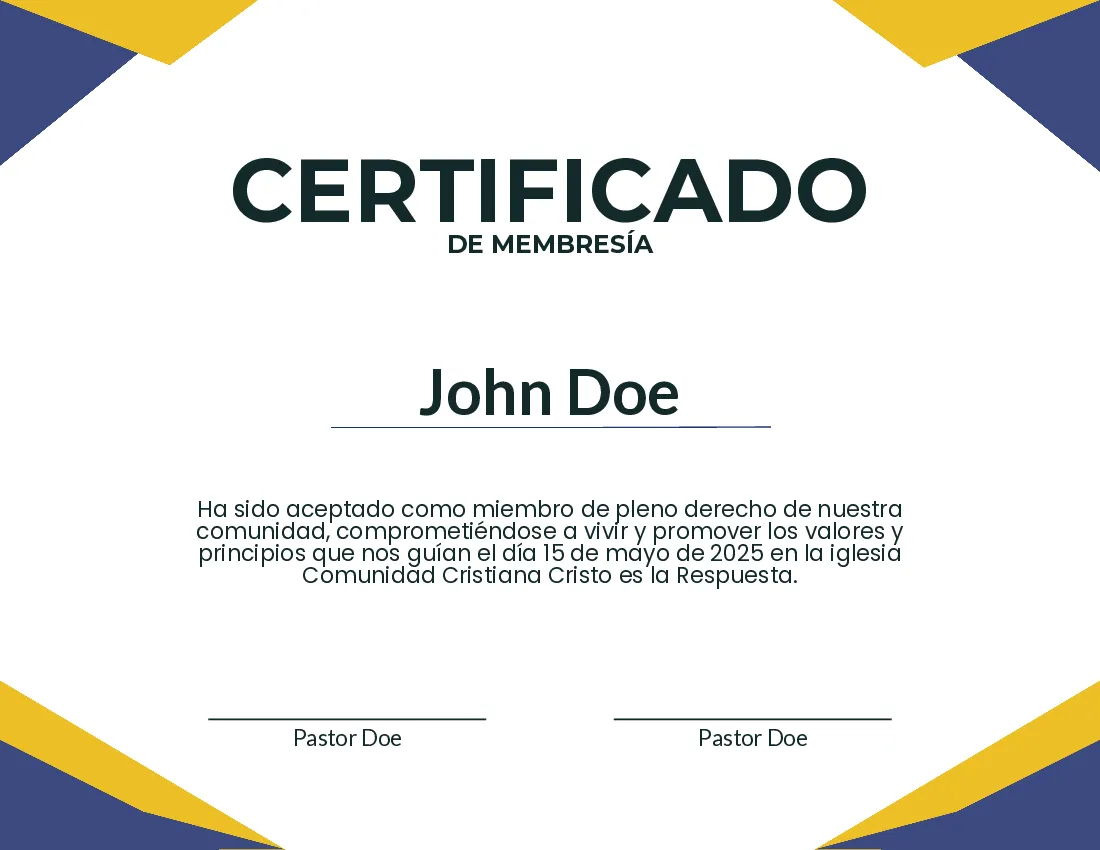 CERTIFICADO
DE MEMBRESÍA
John Doe
Ha sido aceptado como miembro de pleno derecho de nuestra
comunidad, comprometiéndose a vivir y promover los valores y
principios que nos guían el día 15 de mayo de 2025 en la iglesia
Comunidad Cristiana Cristo es la Respuesta.
Pastor Doe
Pastor Doe